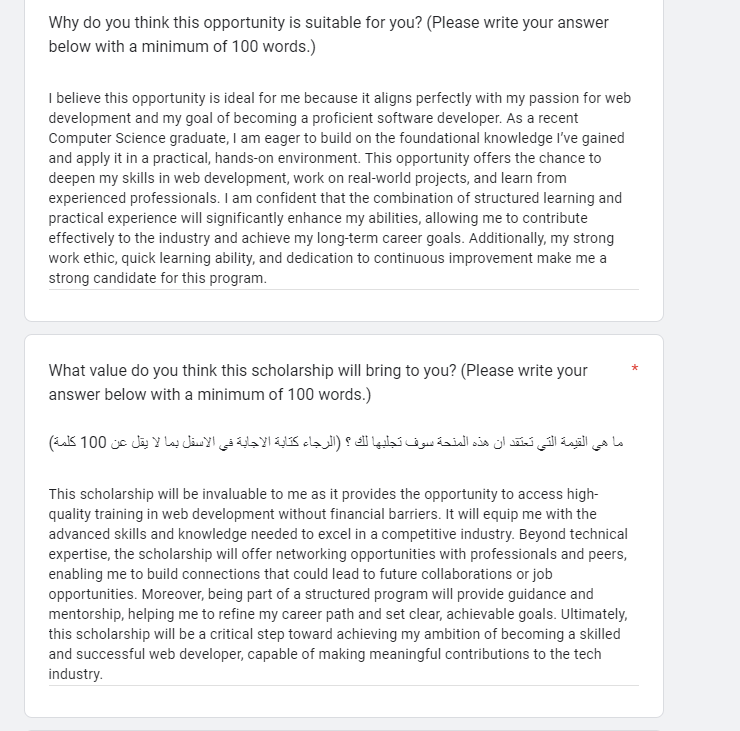 Why do you think this opportunity is suitable for you? (Please write your answer
below with a minimum of 100 words.)
I believe this opportunity is ideal for me because it aligns perfectly with my passion for web
development and my goal of becoming a proficient software developer. As a recent
Computer Science graduate, I am eager to build on the foundational knowledge I've gained
and apply it in a practical, hands-on environment. This opportunity offers the chance to
deepen my skills in web development, work on real-world projects, and learn from
experienced professionals. I am confident that the combination of structured learning and
practical experience will significantly enhance my abilities, allowing me to contribute
effectively to the industry and achieve my long-term career goals. Additionally, my strong
work ethic, quick learning ability, and dedication to continuous improvement make me a
strong candidate for this program.
What value do you think this scholarship will bring to you? (Please write your *
answer below with a minimum of 100 words.)
ما هي القيمة التي تعتقد ان هذه المنحة سوف تجلبها لك ؟ (الرجاء كتابة الاجابة في الاسفل بما لا يقل عن 100 كلمة)
This scholarship will be invaluable to me as it provides the opportunity to access high-
quality training in web development without financial barriers. It will equip me with the
advanced skills and knowledge needed to excel in a competitive industry. Beyond technical
expertise, the scholarship will offer networking opportunities with professionals and peers,
enabling me to build connections that could lead to future collaborations or job
opportunities. Moreover, being part of a structured program will provide guidance and
mentorship, helping me to refine my career path and set clear, achievable goals. Ultimately,
this scholarship will be a critical step toward achieving my ambition of becoming a skilled
and successful web developer, capable of making meaningful contributions to the tech
industry.